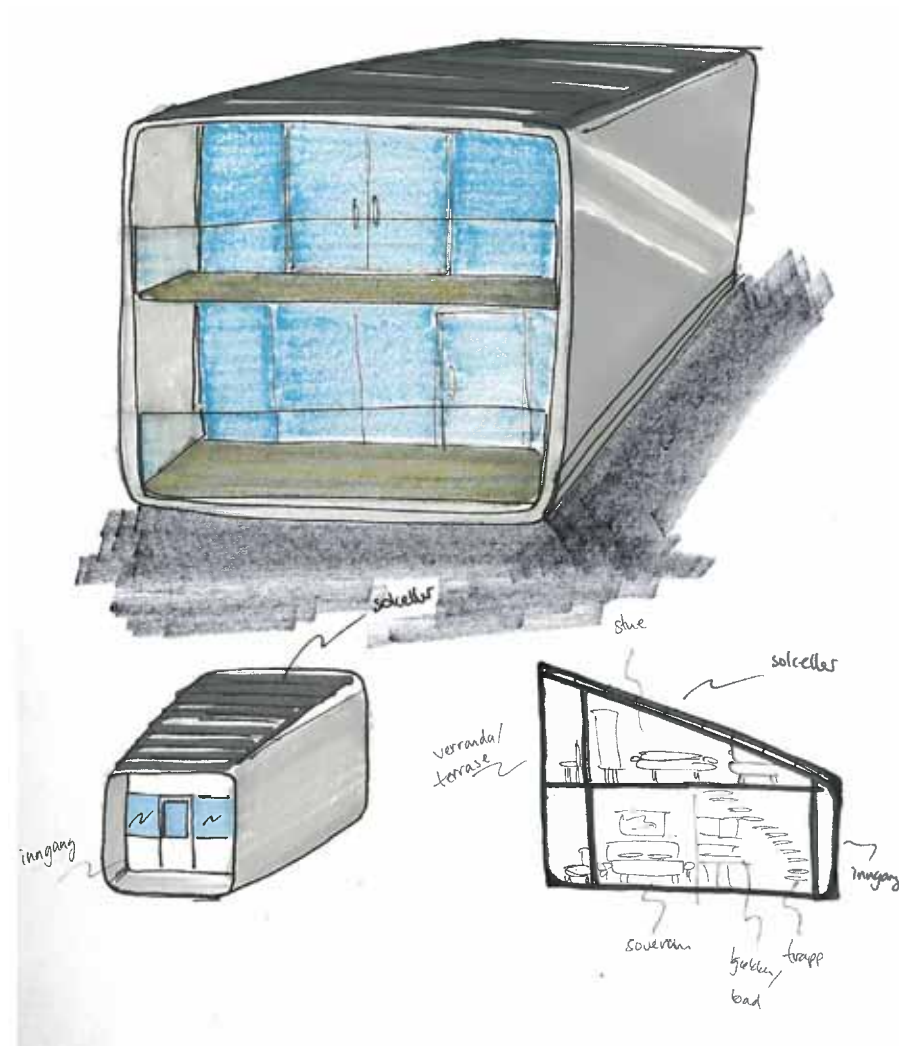 solceller
stue
solceller
verranda/
terrase
inngang
inngang
soverom
kjøkken/
bad
trapp